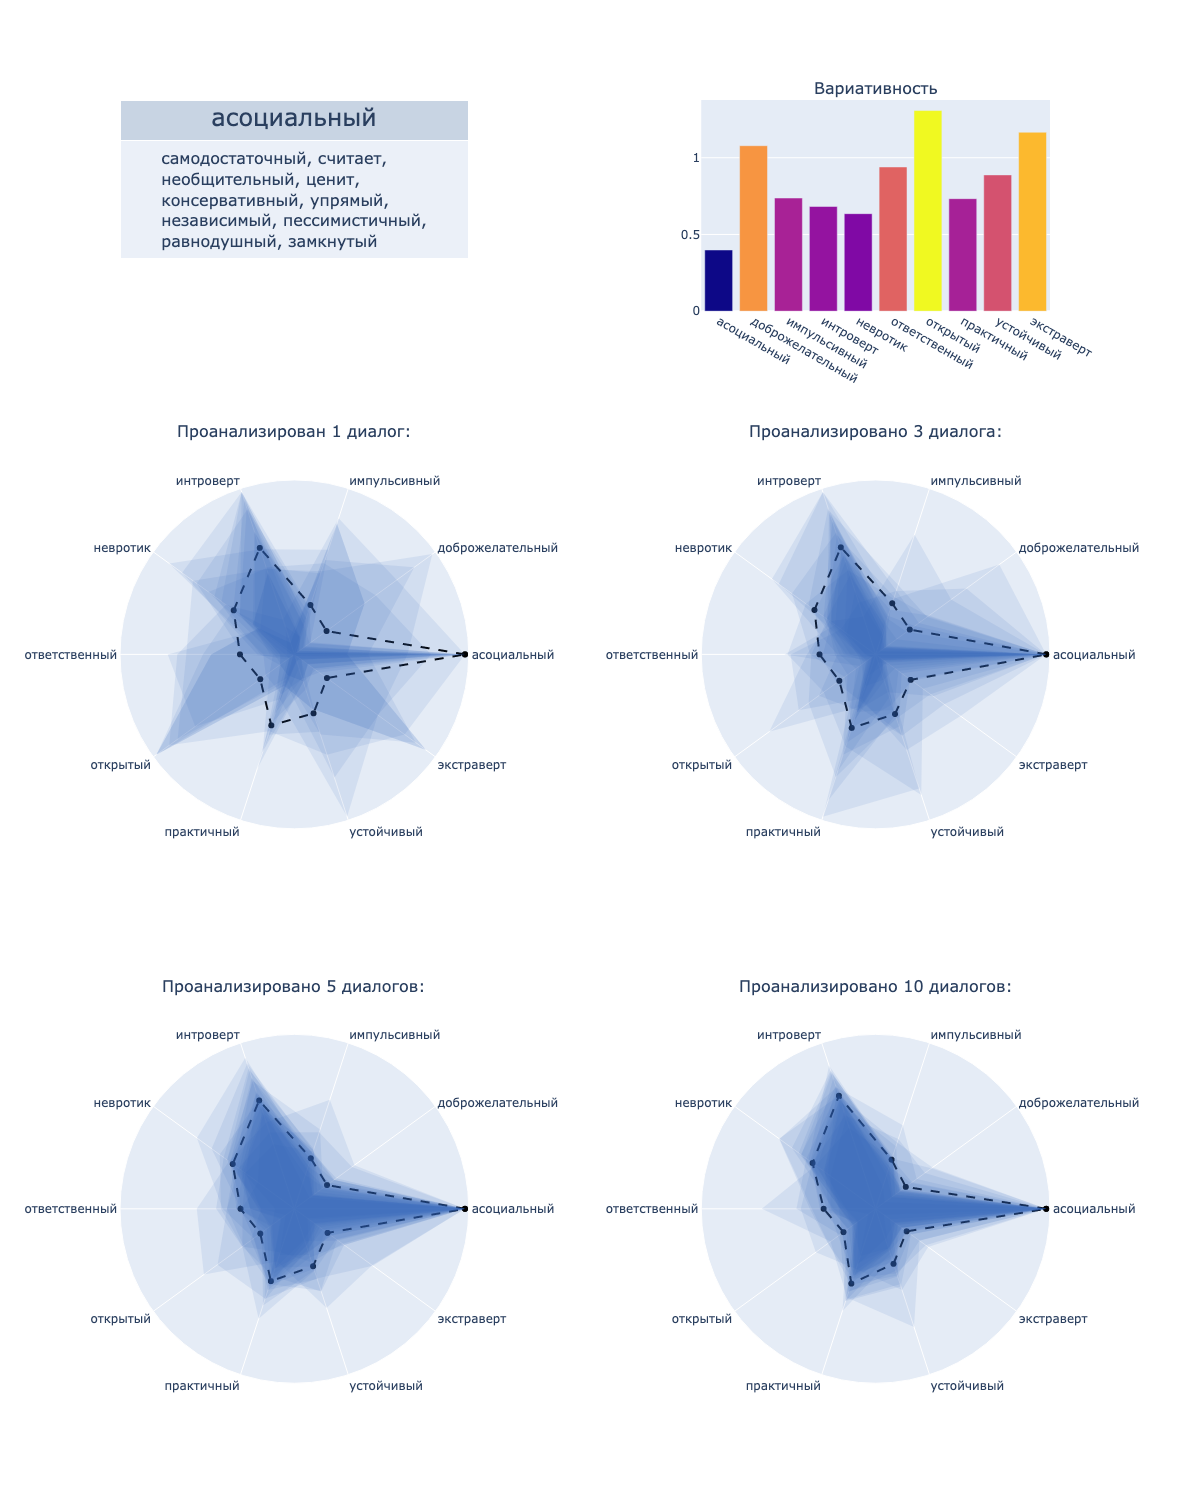 асоциальный
самодостаточный, считает,
необщительный, ценит,
консервативный, упрямый,
независимый, пессимистичный,
равнодушный, замкнутый
Вариативность
1
0.5
0
асоциальный
доброжелательный
импульсивный
интроверт
невротик
ответственный
открытый
практичный
устойчивый
экстраверт
Проанализирован 1 диалог:
интроверт
импульсивный
невротик
доброжелательный
ответственный
асоциальный
открытый
экстраверт
практичный
устойчивый
Проанализировано 3 диалога:
интроверт
импульсивный
невротик
доброжелательный
ответственный
асоциальный
открытый
экстраверт
практичный
устойчивый
Проанализировано 5 диалогов:
интроверт
импульсивный
невротик
доброжелательный
ответственный
асоциальный
открытый
экстраверт
практичный
устойчивый
Проанализировано 10 диалогов:
интроверт
импульсивный
невротик
доброжелательный
ответственный
асоциальный
открытый
экстраверт
практичный
устойчивый